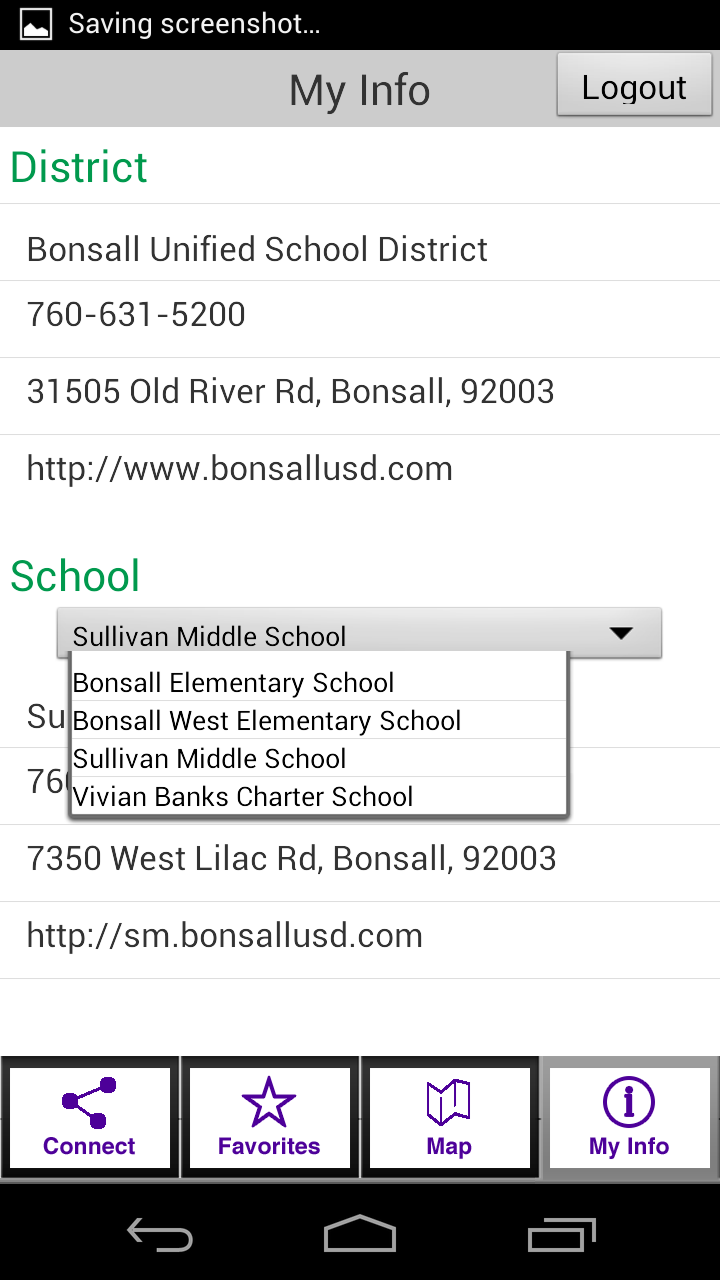 Saving screenshot...
My Info
Logout
District
Bonsall Unified School District
760-631-5200
31505 Old River Rd, Bonsall, 92003
http://www.bonsallusd.com
School
Sullivan Middle School
Bonsall Elementary School
Su
Bonsall West Elementary School
Sullivan Middle School
76
Vivian Banks Charter School
7350 West Lilac Rd, Bonsall, 92003
http://sm.bonsallusd.com
Connect
Favorites
Map
My Info